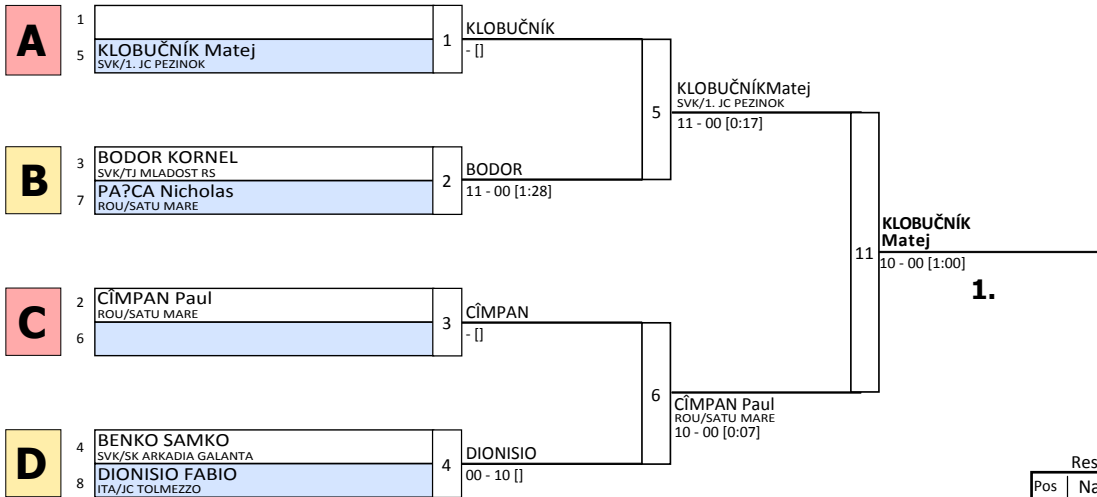 A
1
5
KLOBUČNÍK Matej
SVK/1. JC PEZINOK
1
KLOBUČNÍK
- []
B
3
BODOR KORNEL
SVK/TJ MLADOST RS
7
PA?CA Nicholas
ROU/SATU MARE
2
BODOR
11 - 00 [1:28]
5
KLOBUČNÍKMatej
SVK/1. JC PEZINOK
11 - 00 [0:17]
C
2
CÎMPAN Paul
ROU/SATU MARE
6
3
CÎMPAN
- []
D
4
BENKO SAMKO
SVK/SK ARKADIA GALANTA
8
DIONISIO FABIO
ITA/JC TOLMEZZO
4
DIONISIO
00 - 10 []
6
CÎMPAN Paul
ROU/SATU MARE
10 - 00 [0:07]
11
KLOBUČNÍK
Matej
10 - 00 [1:00]
1.
Res
Pos Na